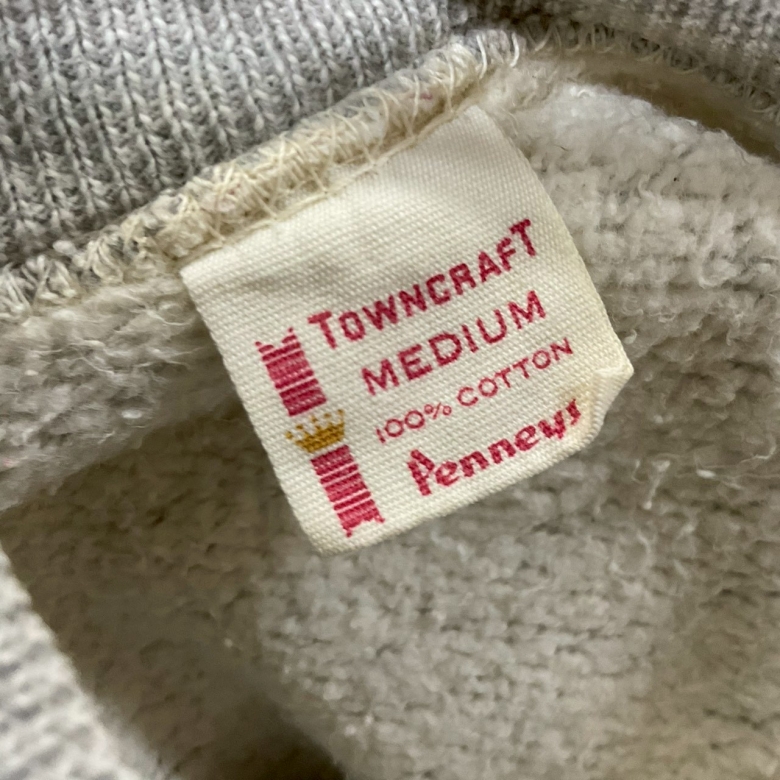 TOWNCRAFT
MEDIUM
100% COTTON
Penneys